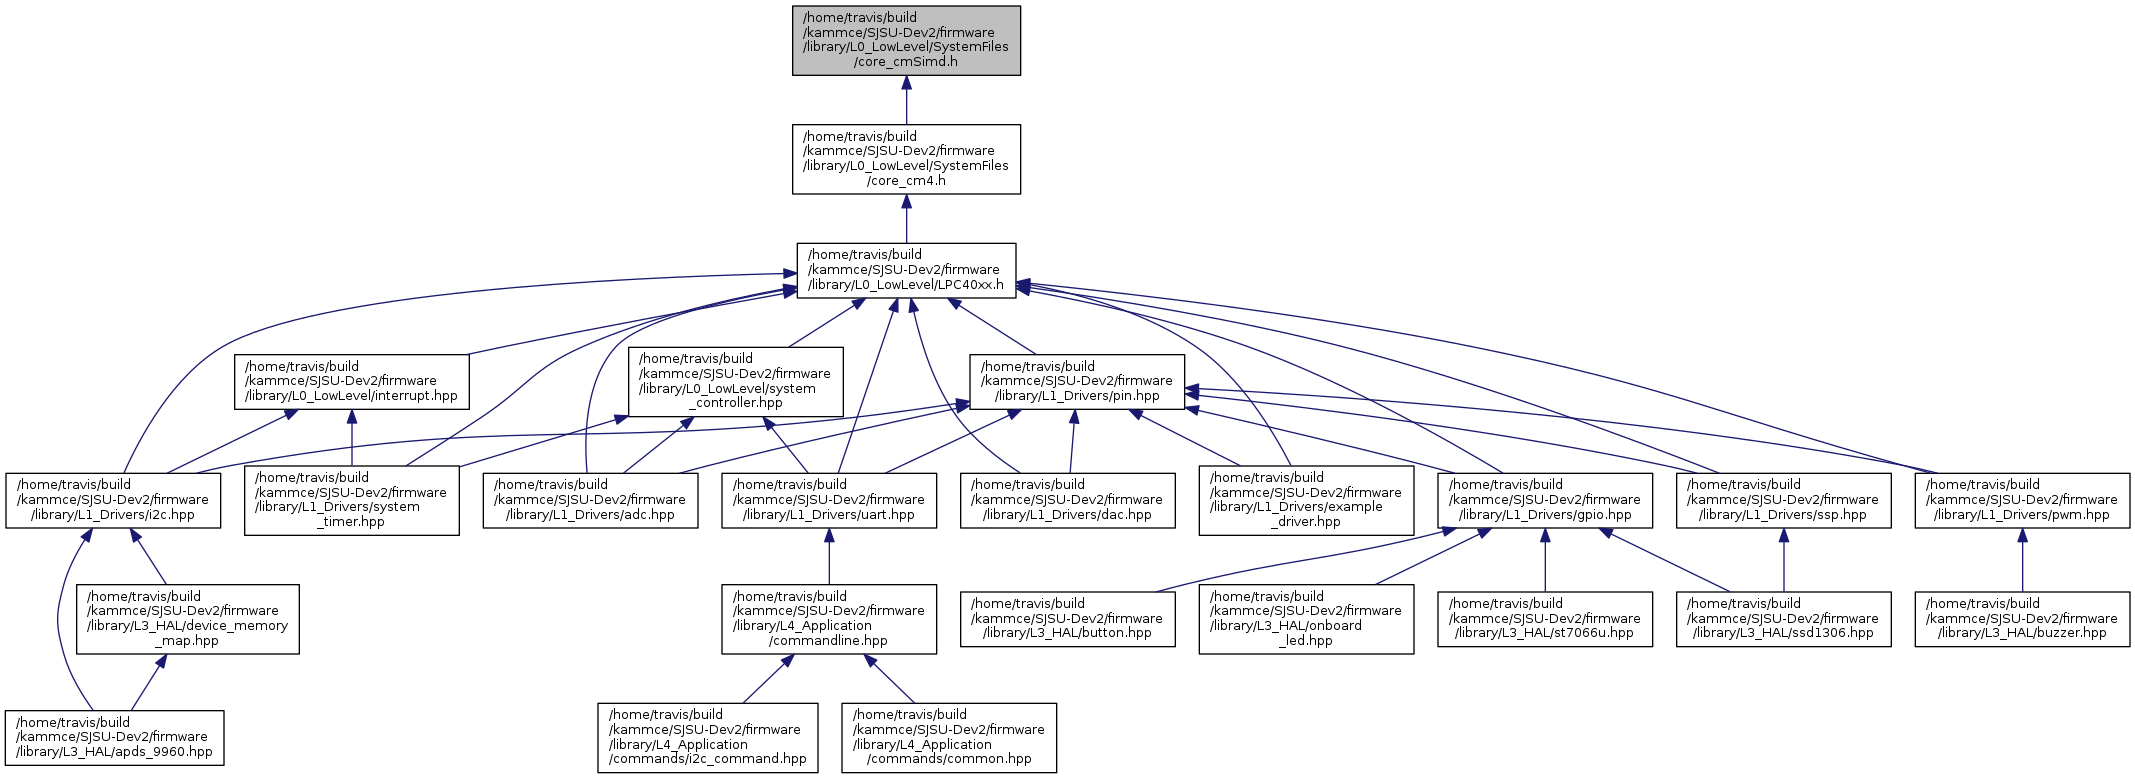 /home/travis/build
/kammce/SJSU-Dev2/firmware
/library/L0_LowLevel/SystemFiles
/core_cmSimd.h
/home/travis/build
/kammce/SJSU-Dev2/firmware
/library/L0_LowLevel/SystemFiles
/core_cm4.h
/home/travis/build
/kammce/SJSU-Dev2/firmware
/library/L0_LowLevel/LPC40xx.h
/home/travis/build
/kammce/SJSU-Dev2/firmware
/library/L0_LowLevel/interrupt.hpp
/home/travis/build
/kammce/SJSU-Dev2/firmware
/library/L0_LowLevel/system
_controller.hpp
/home/travis/build
/kammce/SJSU-Dev2/firmware
/library/L1_Drivers/pin.hpp
/home/travis/build
/kammce/SJSU-Dev2/firmware
/library/L1_Drivers/i2c.hpp
/home/travis/build
/kammce/SJSU-Dev2/firmware
/library/L1_Drivers/system
_timer.hpp
/home/travis/build
/kammce/SJSU-Dev2/firmware
/library/L1_Drivers/adc.hpp
/home/travis/build
/kammce/SJSU-Dev2/firmware
/library/L1_Drivers/uart.hpp
/home/travis/build
/kammce/SJSU-Dev2/firmware
/library/L1_Drivers/dac.hpp
/home/travis/build
/kammce/SJSU-Dev2/firmware
/library/L1_Drivers/example
_driver.hpp
/home/travis/build
/kammce/SJSU-Dev2/firmware
/library/L1_Drivers/gpio.hpp
/home/travis/build
/kammce/SJSU-Dev2/firmware
/library/L1_Drivers/ssp.hpp
/home/travis/build
/kammce/SJSU-Dev2/firmware
/library/L1_Drivers/pwm.hpp
/home/travis/build
/kammce/SJSU-Dev2/firmware
/library/L3_HAL/device_memory
_map.hpp
/home/travis/build
/kammce/SJSU-Dev2/firmware
/library/L4_Application
/commandline.hpp
/home/travis/build
/kammce/SJSU-Dev2/firmware
/library/L3_HAL/button.hpp
/home/travis/build
/kammce/SJSU-Dev2/firmware
/library/L3_HAL/onboard
_led.hpp
/home/travis/build
/kammce/SJSU-Dev2/firmware
/library/L3_HAL/st7066u.hpp
/home/travis/build
/kammce/SJSU-Dev2/firmware
/library/L3_HAL/ssd1306.hpp
/home/travis/build
/kammce/SJSU-Dev2/firmware
/library/L3_HAL/buzzer.hpp
/home/travis/build
/kammce/SJSU-Dev2/firmware
/library/L3_HAL/apds_9960.hpp
/home/travis/build
/kammce/SJSU-Dev2/firmware
/library/L4_Application
/commands/i2c_command.hpp
/home/travis/build
/kammce/SJSU-Dev2/firmware
/library/L4_Application
/commands/common.hpp